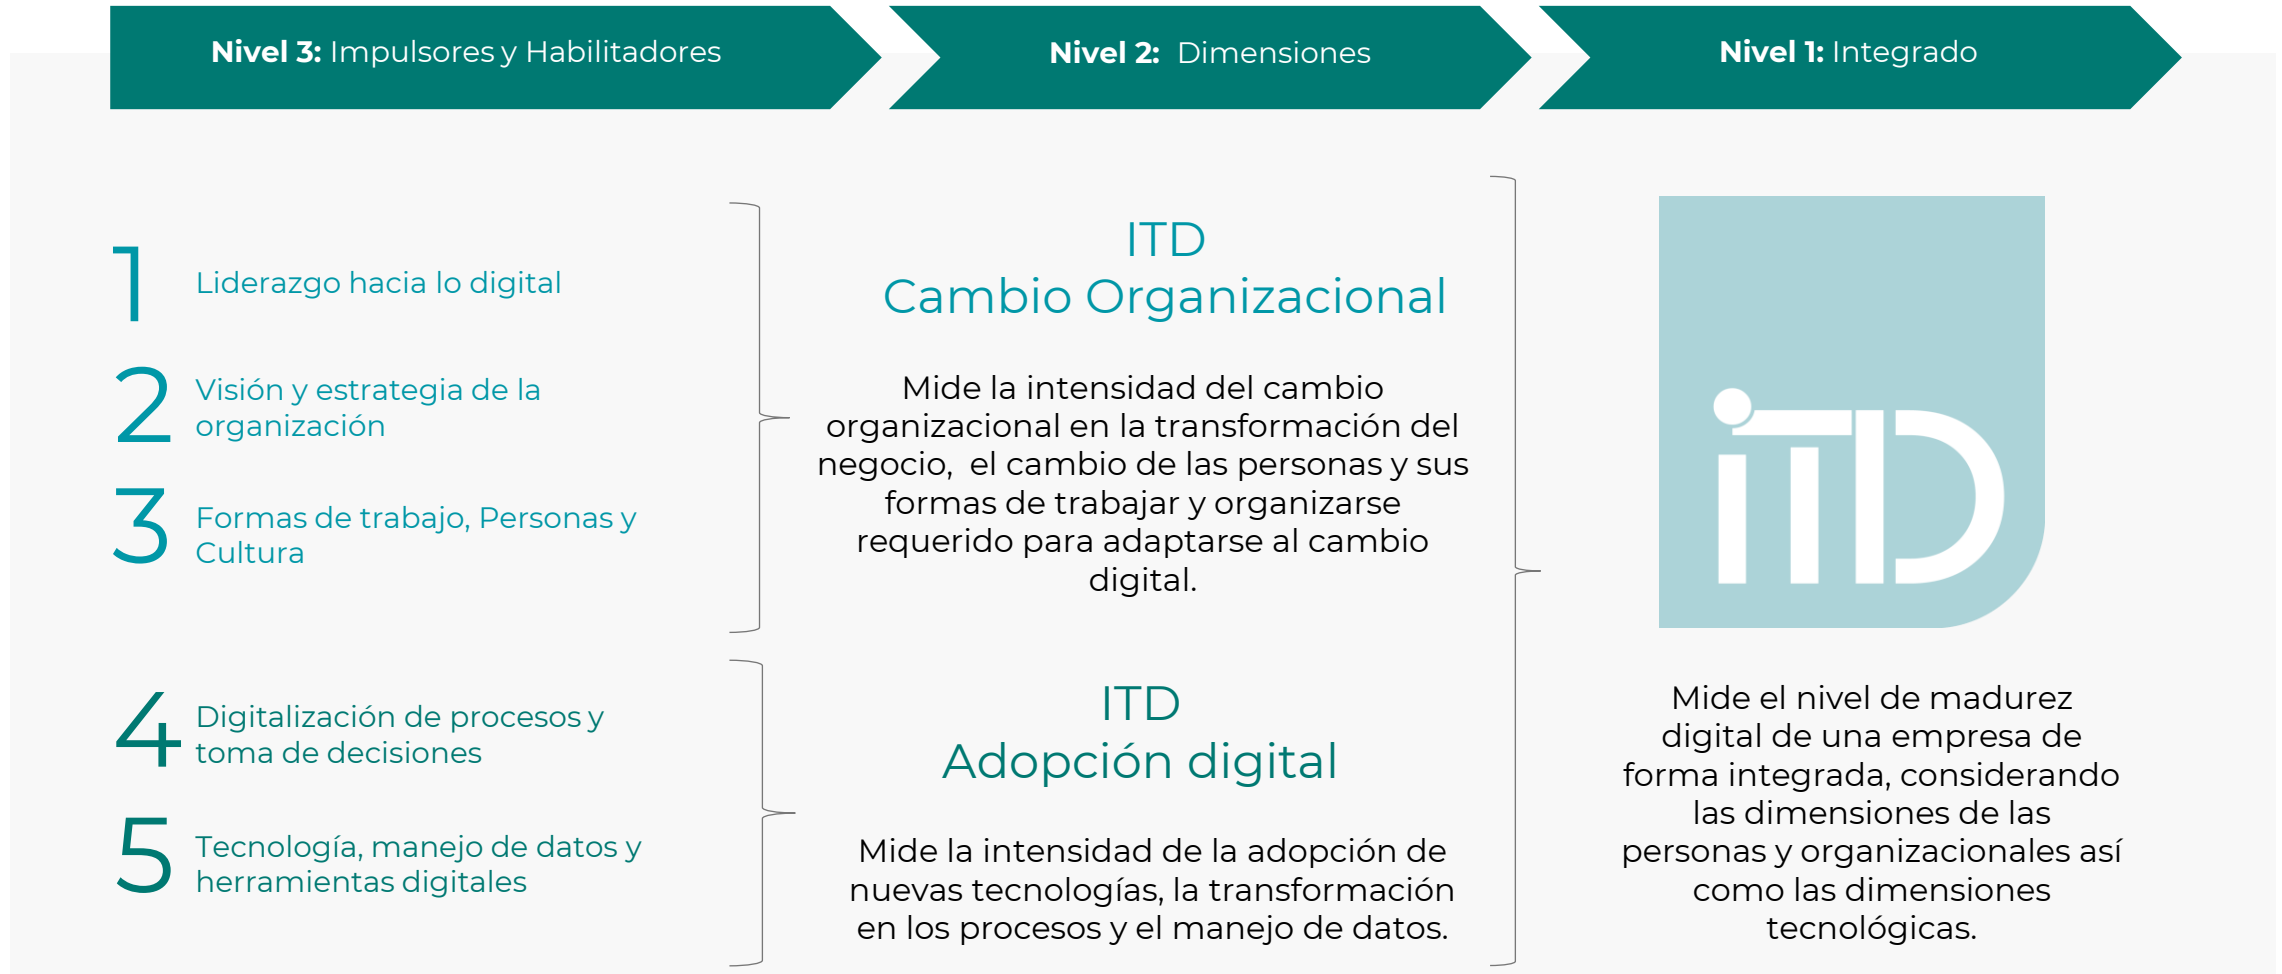 Nivel 3: Impulsores y Habilitadores
Nivel 2: Dimensiones
Nivel 1: Integrado
1
Liderazgo hacia lo digital
2
Visión y estrategia de la
organización
3
Formas de trabajo, Personas y
Cultura
4
Digitalización de procesos y
toma de decisiones
5
Tecnología, manejo de datos y
herramientas digitales
ITD
Cambio Organizacional
Mide la intensidad del cambio
organizacional en la transformación del
negocio, el cambio de las personas y sus
formas de trabajar y organizarse
requerido para adaptarse al cambio
digital.
ITD
Adopción digital
Mide la intensidad de la adopción de
nuevas tecnologías, la transformación
en los procesos y el manejo de datos.
iTD
Mide el nivel de madurez
digital de una empresa de
forma integrada, considerando
las dimensiones de las
personas y organizacionales así
como las dimensiones
tecnológicas.